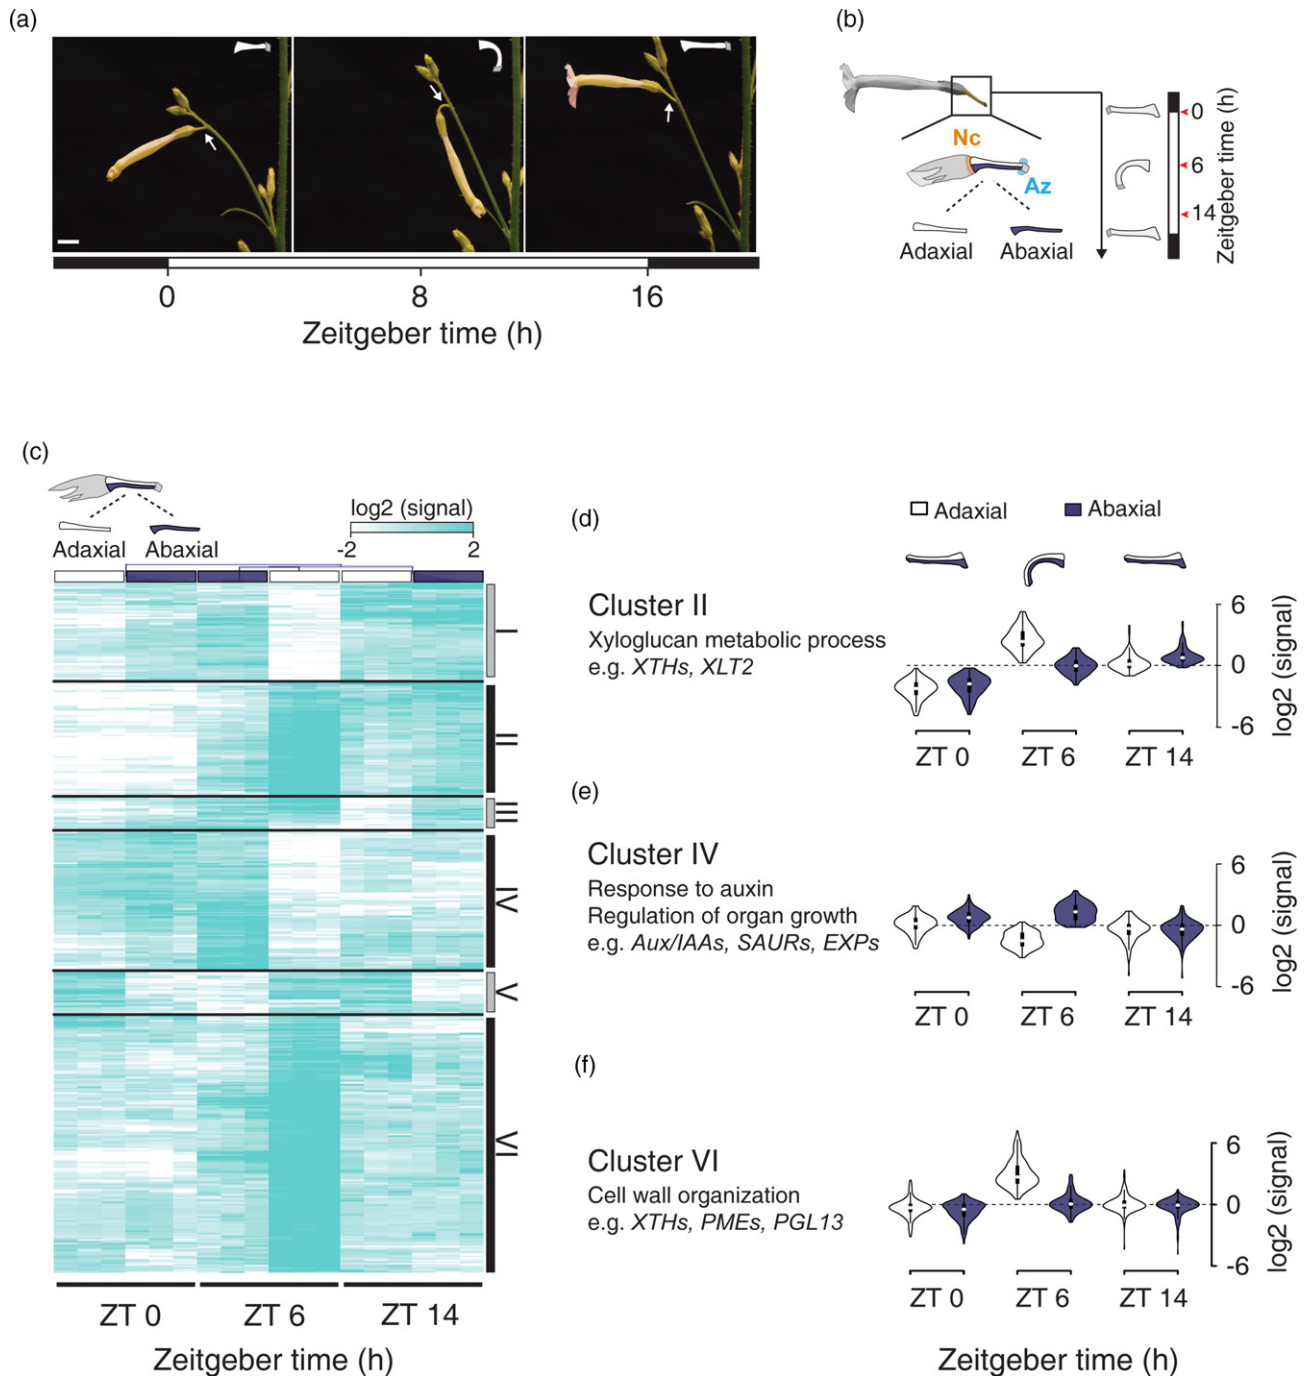 (a)
0
8
16
Zeitgeber time (h)
(b)
Nc
Az
Adaxial
Abaxial
0
6
14
Zeitgeber time (h)
(c)
Adaxial
Abaxial
log2 (signal)
-2
2
I
II
III
IV
V
VI
ZT 0
ZT 6
ZT 14
Zeitgeber time (h)
(d)
Adaxial
Abaxial
Cluster II
Xyloglucan metabolic process
e.g. XTHs, XLT2
6
0
-6
log2 (signal)
ZT 0
ZT 6
ZT 14
(e)
Cluster IV
Response to auxin
Regulation of organ growth
e.g. Aux/IAAs, SAURs, EXPs
6
0
-6
log2 (signal)
ZT 0
ZT 6
ZT 14
(f)
Cluster VI
Cell wall organization
e.g. XTHs, PMEs, PGL13
6
0
-6
log2 (signal)
ZT 0
ZT 6
ZT 14
Zeitgeber time (h)